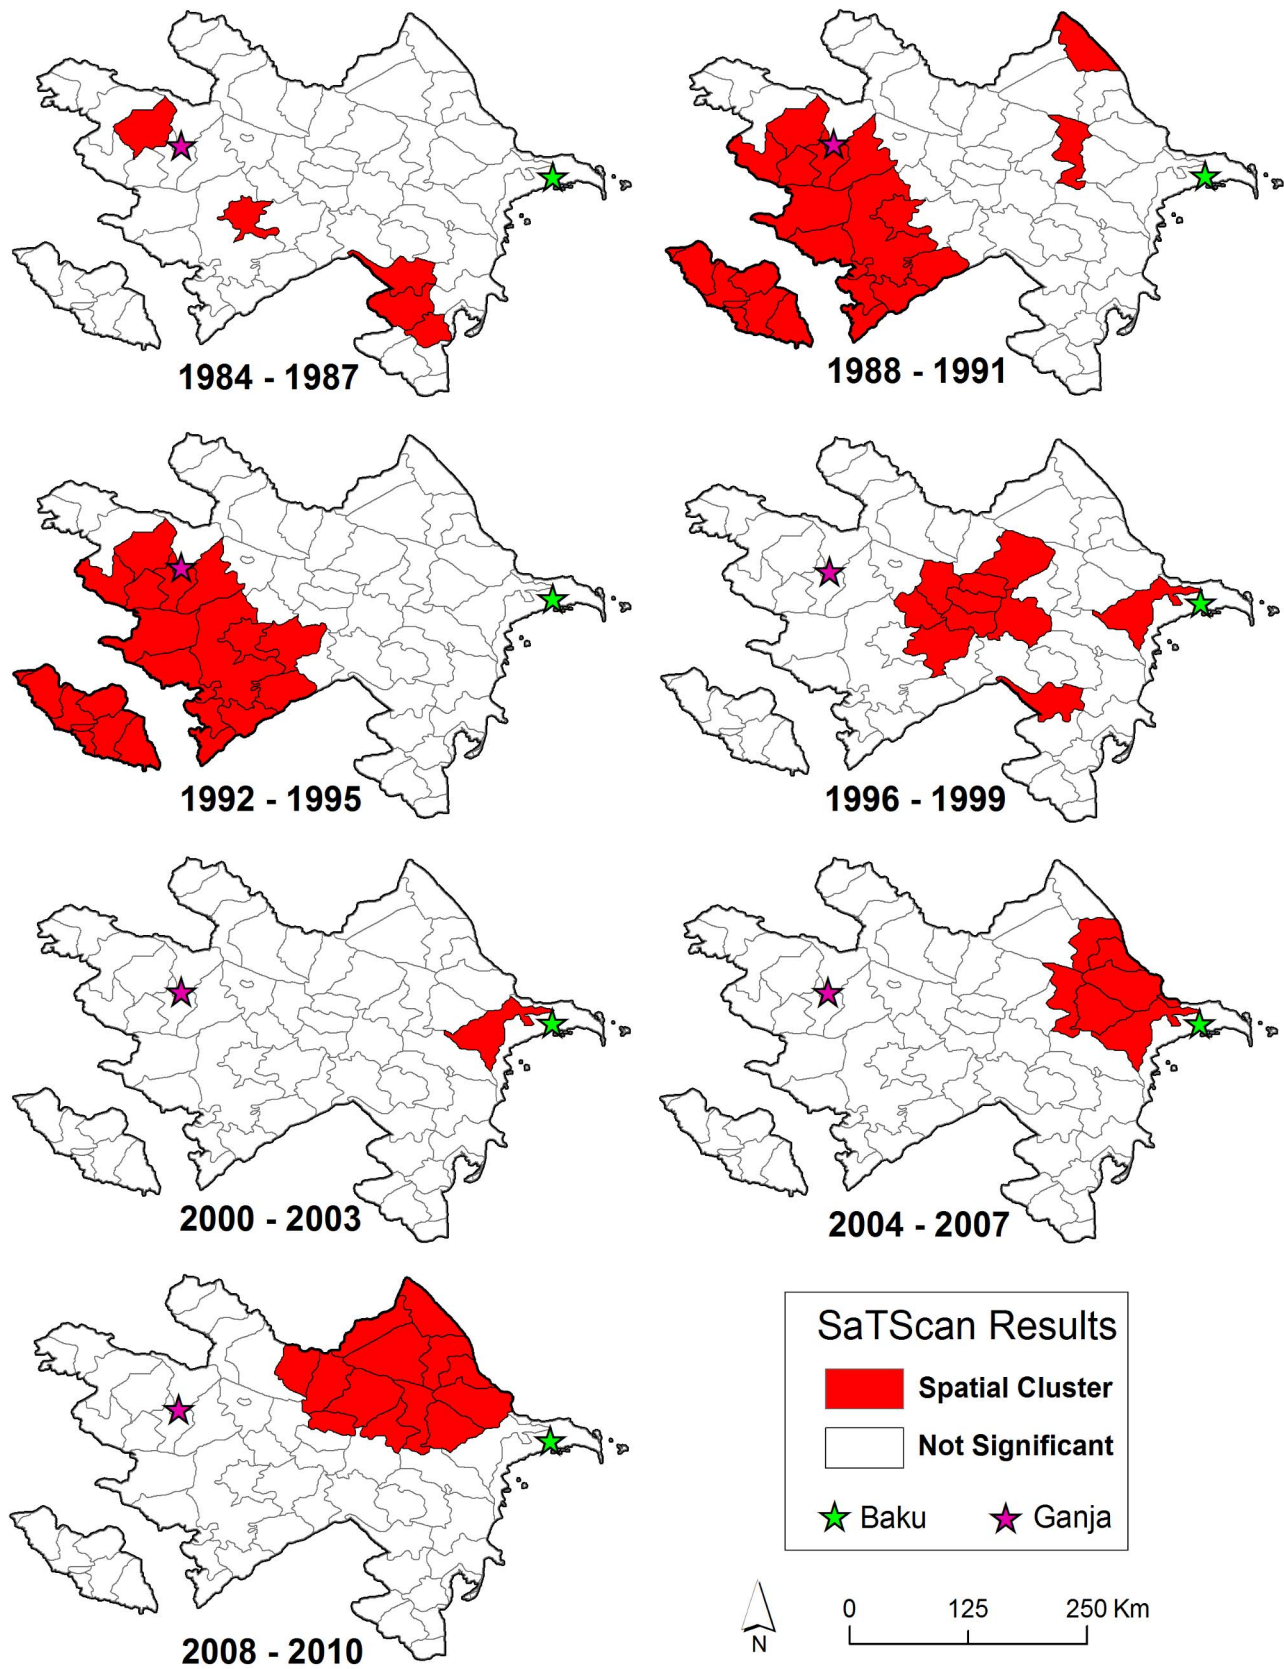 1984 - 1987
1988 - 1991
1992 - 1995
1996 - 1999
2000 - 2003
2004 - 2007
2008 - 2010
SaTScan Results
Spatial Cluster
Not Significant
Baku
Ganja
N
0 125 250 Km